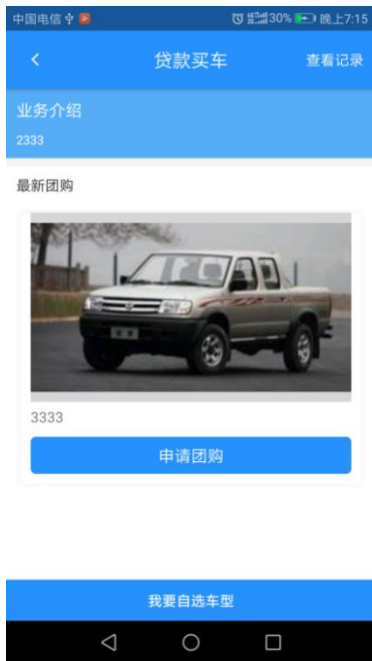 中国电信 30% 晚上7:15
贷款买车 查看记录
业务介绍
2333
最新团购
3333
申请团购
我要自选车型